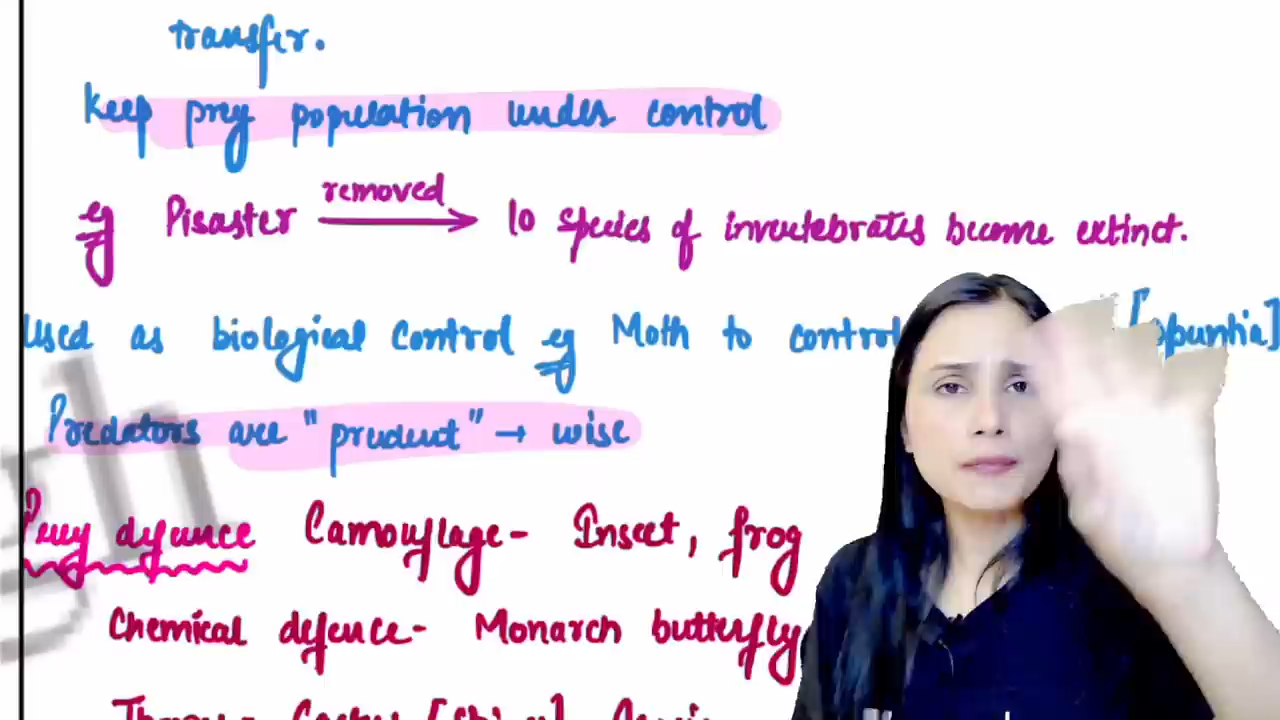 transfer.
Keep prey population under control
eg Pisaster removed → 10 species of invertebrates become extinct.
used as biological control eg Moth to control [opuntia]
Predators are "prudent" → wise
Prey defence Camouflage - Insect, frog
Chemical defence - Monarch butterfly